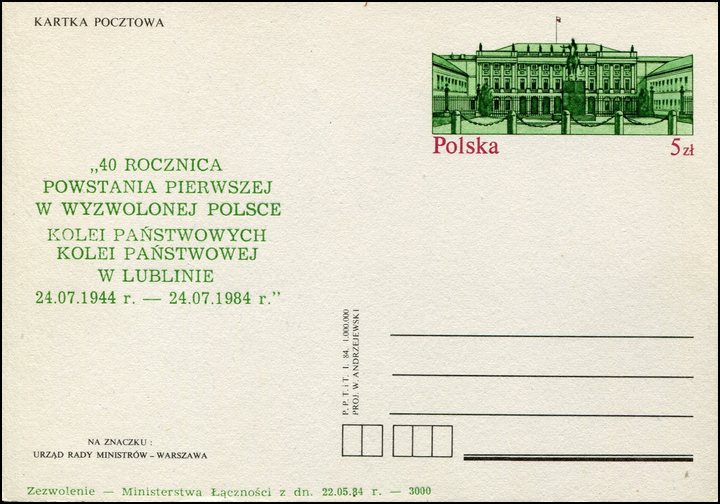 KARTKA POCZTOWA
Polska 5 zł
„40 ROCZNICA
POWSTANIA PIERWSZEJ
W WYZWOLONEJ POLSCE
KOLEI PAŃSTWOWYCH
KOLEI PAŃSTWOWEJ
W LUBLINIE
24.07.1944 r. — 24.07.1984 r.”
P. P. T. i T. I. 84. 1.000.000
PROJ. W. ANDRZEJEWSKI
NA ZNACZKU :
URZĄD RADY MINISTRÓW – WARSZAWA
Zezwolenie — Ministerstwa Łączności z dn. 22.05.84 r. — 3000